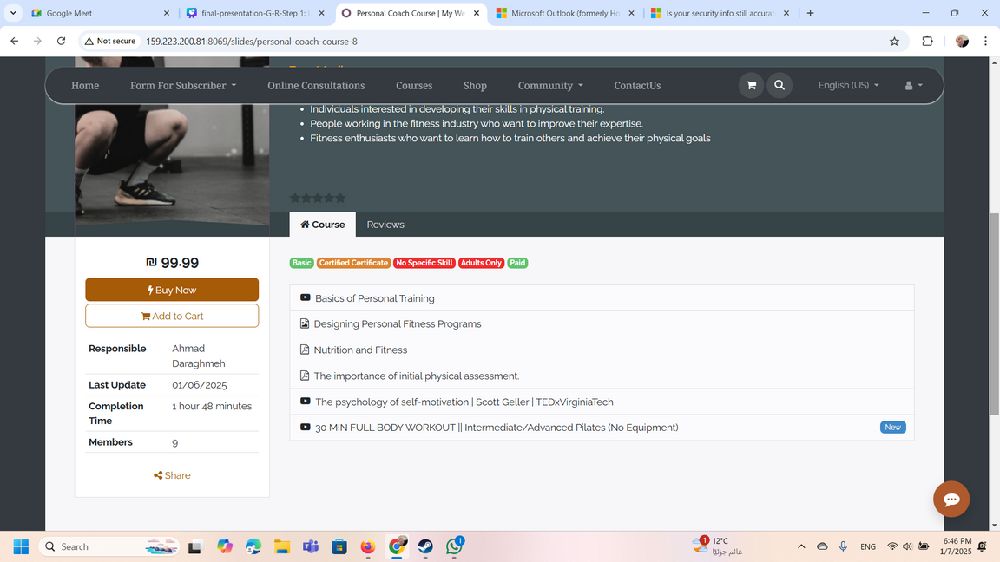 Google Meet
final-presentation-G-R-Step 1:
Personal Coach Course | My We
Microsoft Outlook (formerly Ho
Is your security info still accurat
Not secure
159.223.200.81:8069/slides/personal-coach-course-8
Home
Form For Subscriber
Online Consultations
Courses
Shop
Community
ContactUs
English (US)
Individuals interested in developing their skills in physical training.
People working in the fitness industry who want to improve their expertise.
Fitness enthusiasts who want to learn how to train others and achieve their physical goals
Course
Reviews
₪ 99.99
Buy Now
Add to Cart
Responsible Ahmad
Daraghmeh
Last Update 01/06/2025
Completion 1 hour 48 minutes
Time
Members 9
Share
Basic Certified Certificate No Specific Skill Adults Only Paid
Basics of Personal Training
Designing Personal Fitness Programs
Nutrition and Fitness
The importance of initial physical assessment.
The psychology of self-motivation | Scott Geller | TEDxVirginiaTech
30 MIN FULL BODY WORKOUT || Intermediate/Advanced Pilates (No Equipment) New
Search
1
1
12°C
غائم جزئيًا
ENG
6:46 PM
1/7/2025